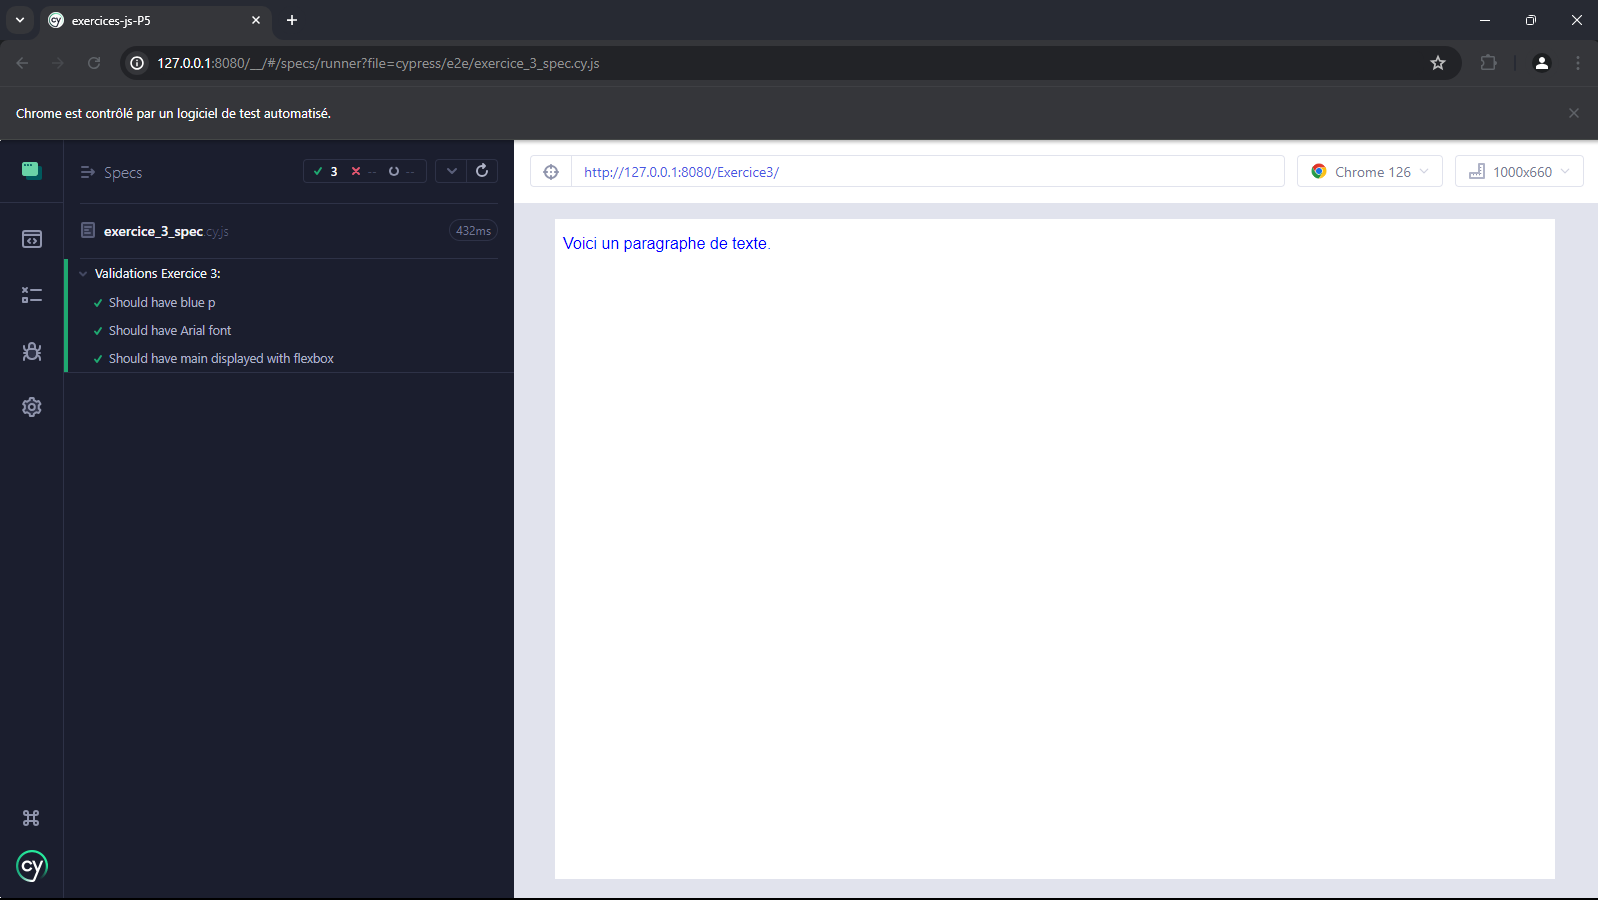 exercices-js-P5
127.0.0.1:8080/__/#/specs/runner?file=cypress/e2e/exercice_3_spec.cy.js
Chrome est contrôlé par un logiciel de test automatisé.
Specs
3 -- --
http://127.0.0.1:8080/Exercice3/
Chrome 126
1000x660
exercice_3_spec.cy.js
432ms
Validations Exercice 3:
Should have blue p
Should have Arial font
Should have main displayed with flexbox
Voici un paragraphe de texte.
cy